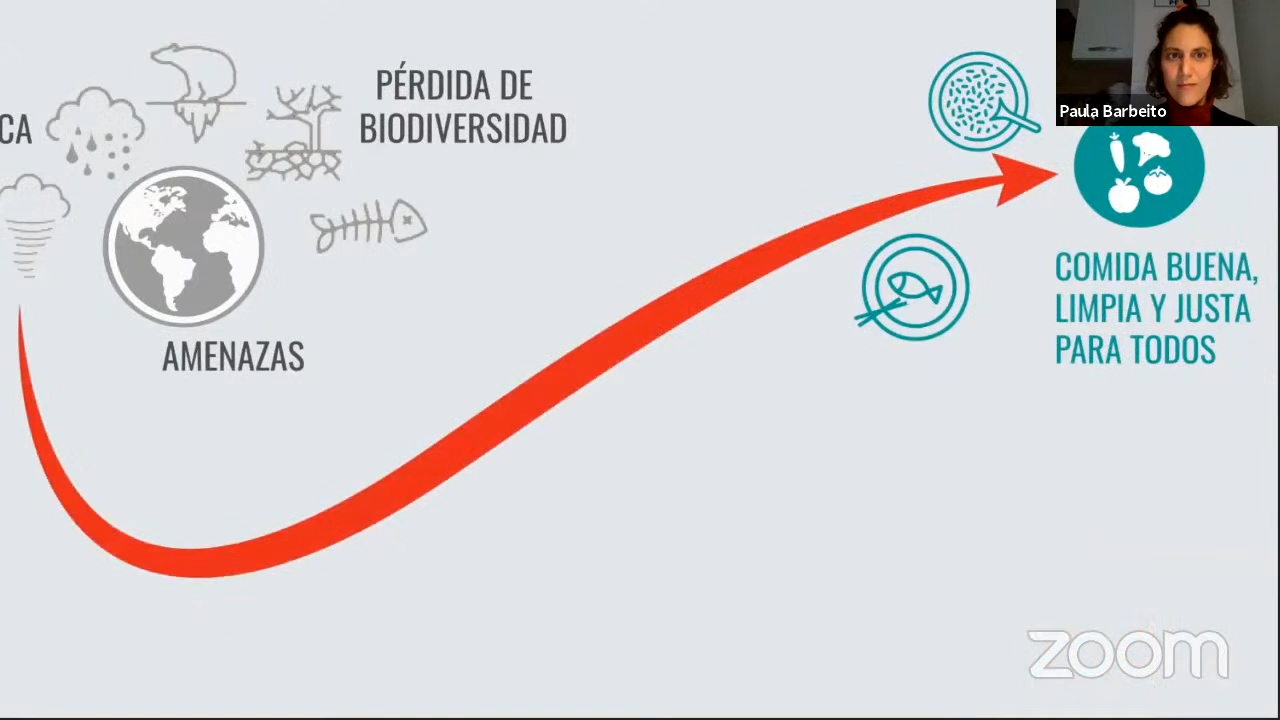 PÉRDIDA DE
BIODIVERSIDAD
CA
AMENAZAS
Paula Barbeito
COMIDA BUENA,
LIMPIA Y JUSTA
PARA TODOS
zoom